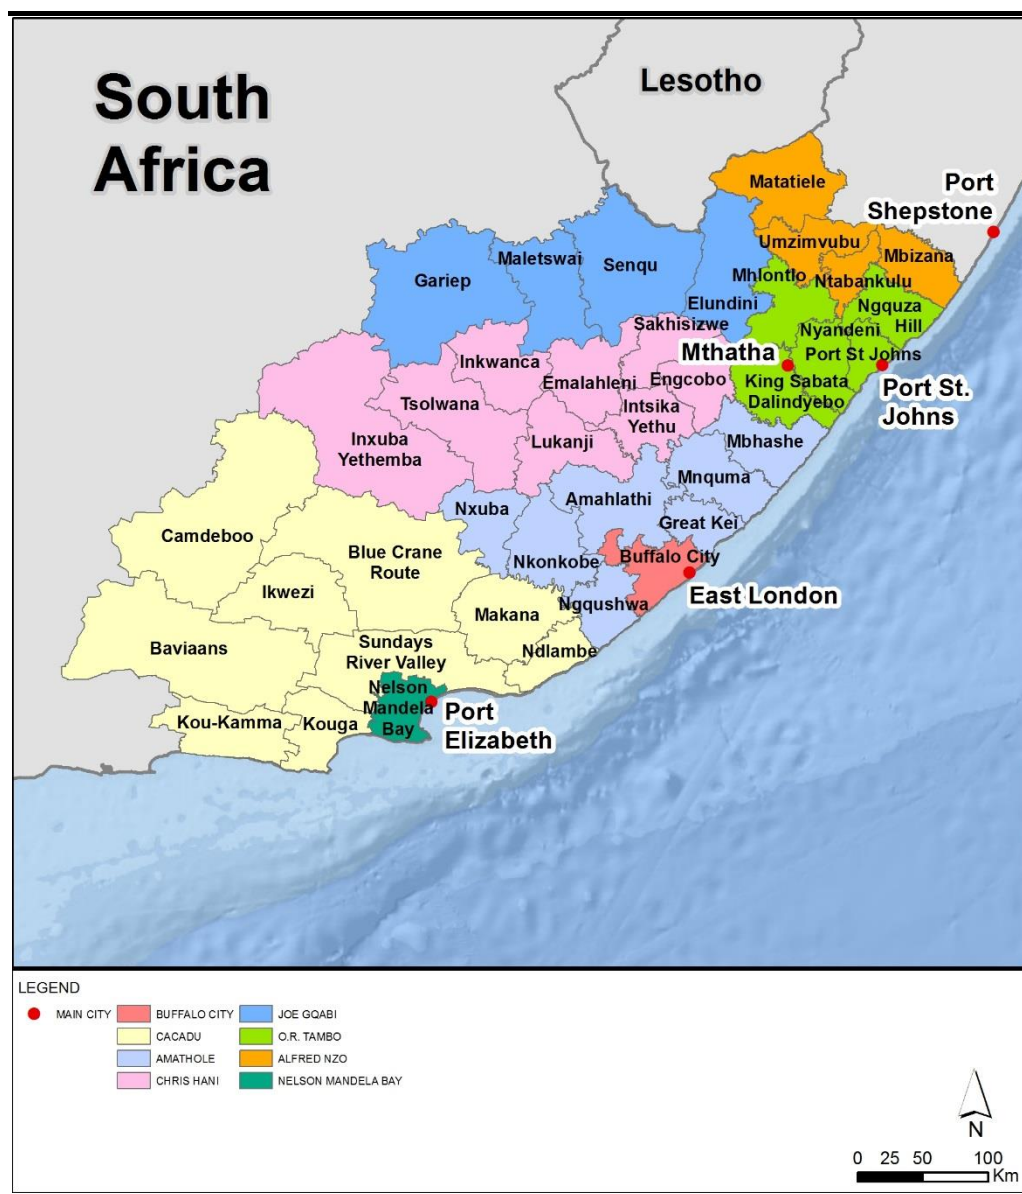 South
Africa
Lesotho
Port
Shepstone
Matatiele
Umzimvubu
Mbizana
Ntabankulu
Maletswai
Senqu
Gariep
Mhlontlo
Elundini
Ngquza
Hill
Sakhisizwe
Nyandeni
Mthatha
Port St Johns
Inkwanca
Emalahleni
Engcobo
King Sabata
Dalindyebo
Port St.
Johns
Tsolwana
Intsika
Yethu
Inxuba
Yethemba
Lukanji
Mbhashe
Mnquma
Amahlathi
Nxuba
Great Kei
Camdeboo
Blue Crane
Route
Nkonkobe
Buffalo City
East London
Ikwezi
Ngqushwa
Makana
Baviaans
Sundays
River Valley
Ndlambe
Nelson
Mandela
Bay
Kou-Kamma
Kouga
Port
Elizabeth
LEGEND
MAIN CITY
BUFFALO CITY
JOE GQABI
CACADU
O.R. TAMBO
AMATHOLE
ALFRED NZO
CHRIS HANI
NELSON MANDELA BAY
N
0 25 50 100
Km